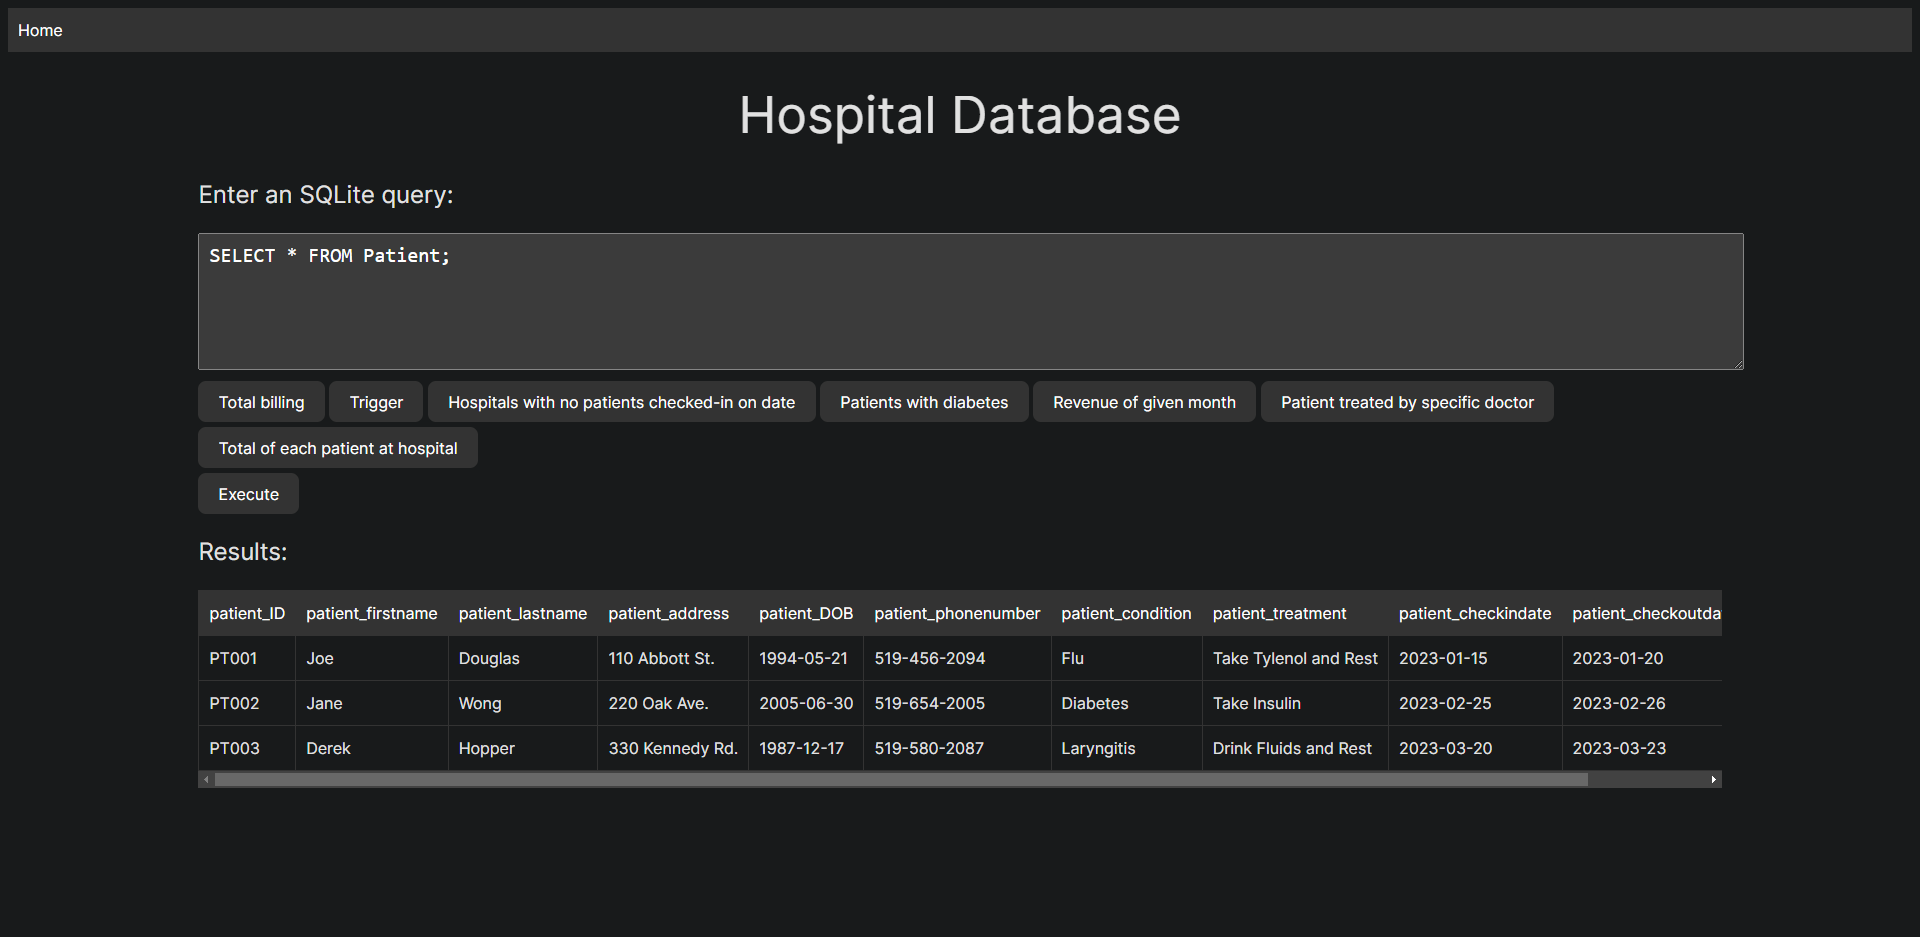 Home
Hospital Database
Enter an SQLite query:
SELECT * FROM Patient;
Total billing Trigger Hospitals with no patients checked-in on date Patients with diabetes Revenue of given month Patient treated by specific doctor
Total of each patient at hospital
Execute
Results:
patient_ID patient_firstname patient_lastname patient_address patient_DOB patient_phonenumber patient_condition patient_treatment patient_checkindate patient_checkoutda
PT001 Joe Douglas 110 Abbott St. 1994-05-21 519-456-2094 Flu Take Tylenol and Rest 2023-01-15 2023-01-20
PT002 Jane Wong 220 Oak Ave. 2005-06-30 519-654-2005 Diabetes Take Insulin 2023-02-25 2023-02-26
PT003 Derek Hopper 330 Kennedy Rd. 1987-12-17 519-580-2087 Laryngitis Drink Fluids and Rest 2023-03-20 2023-03-23